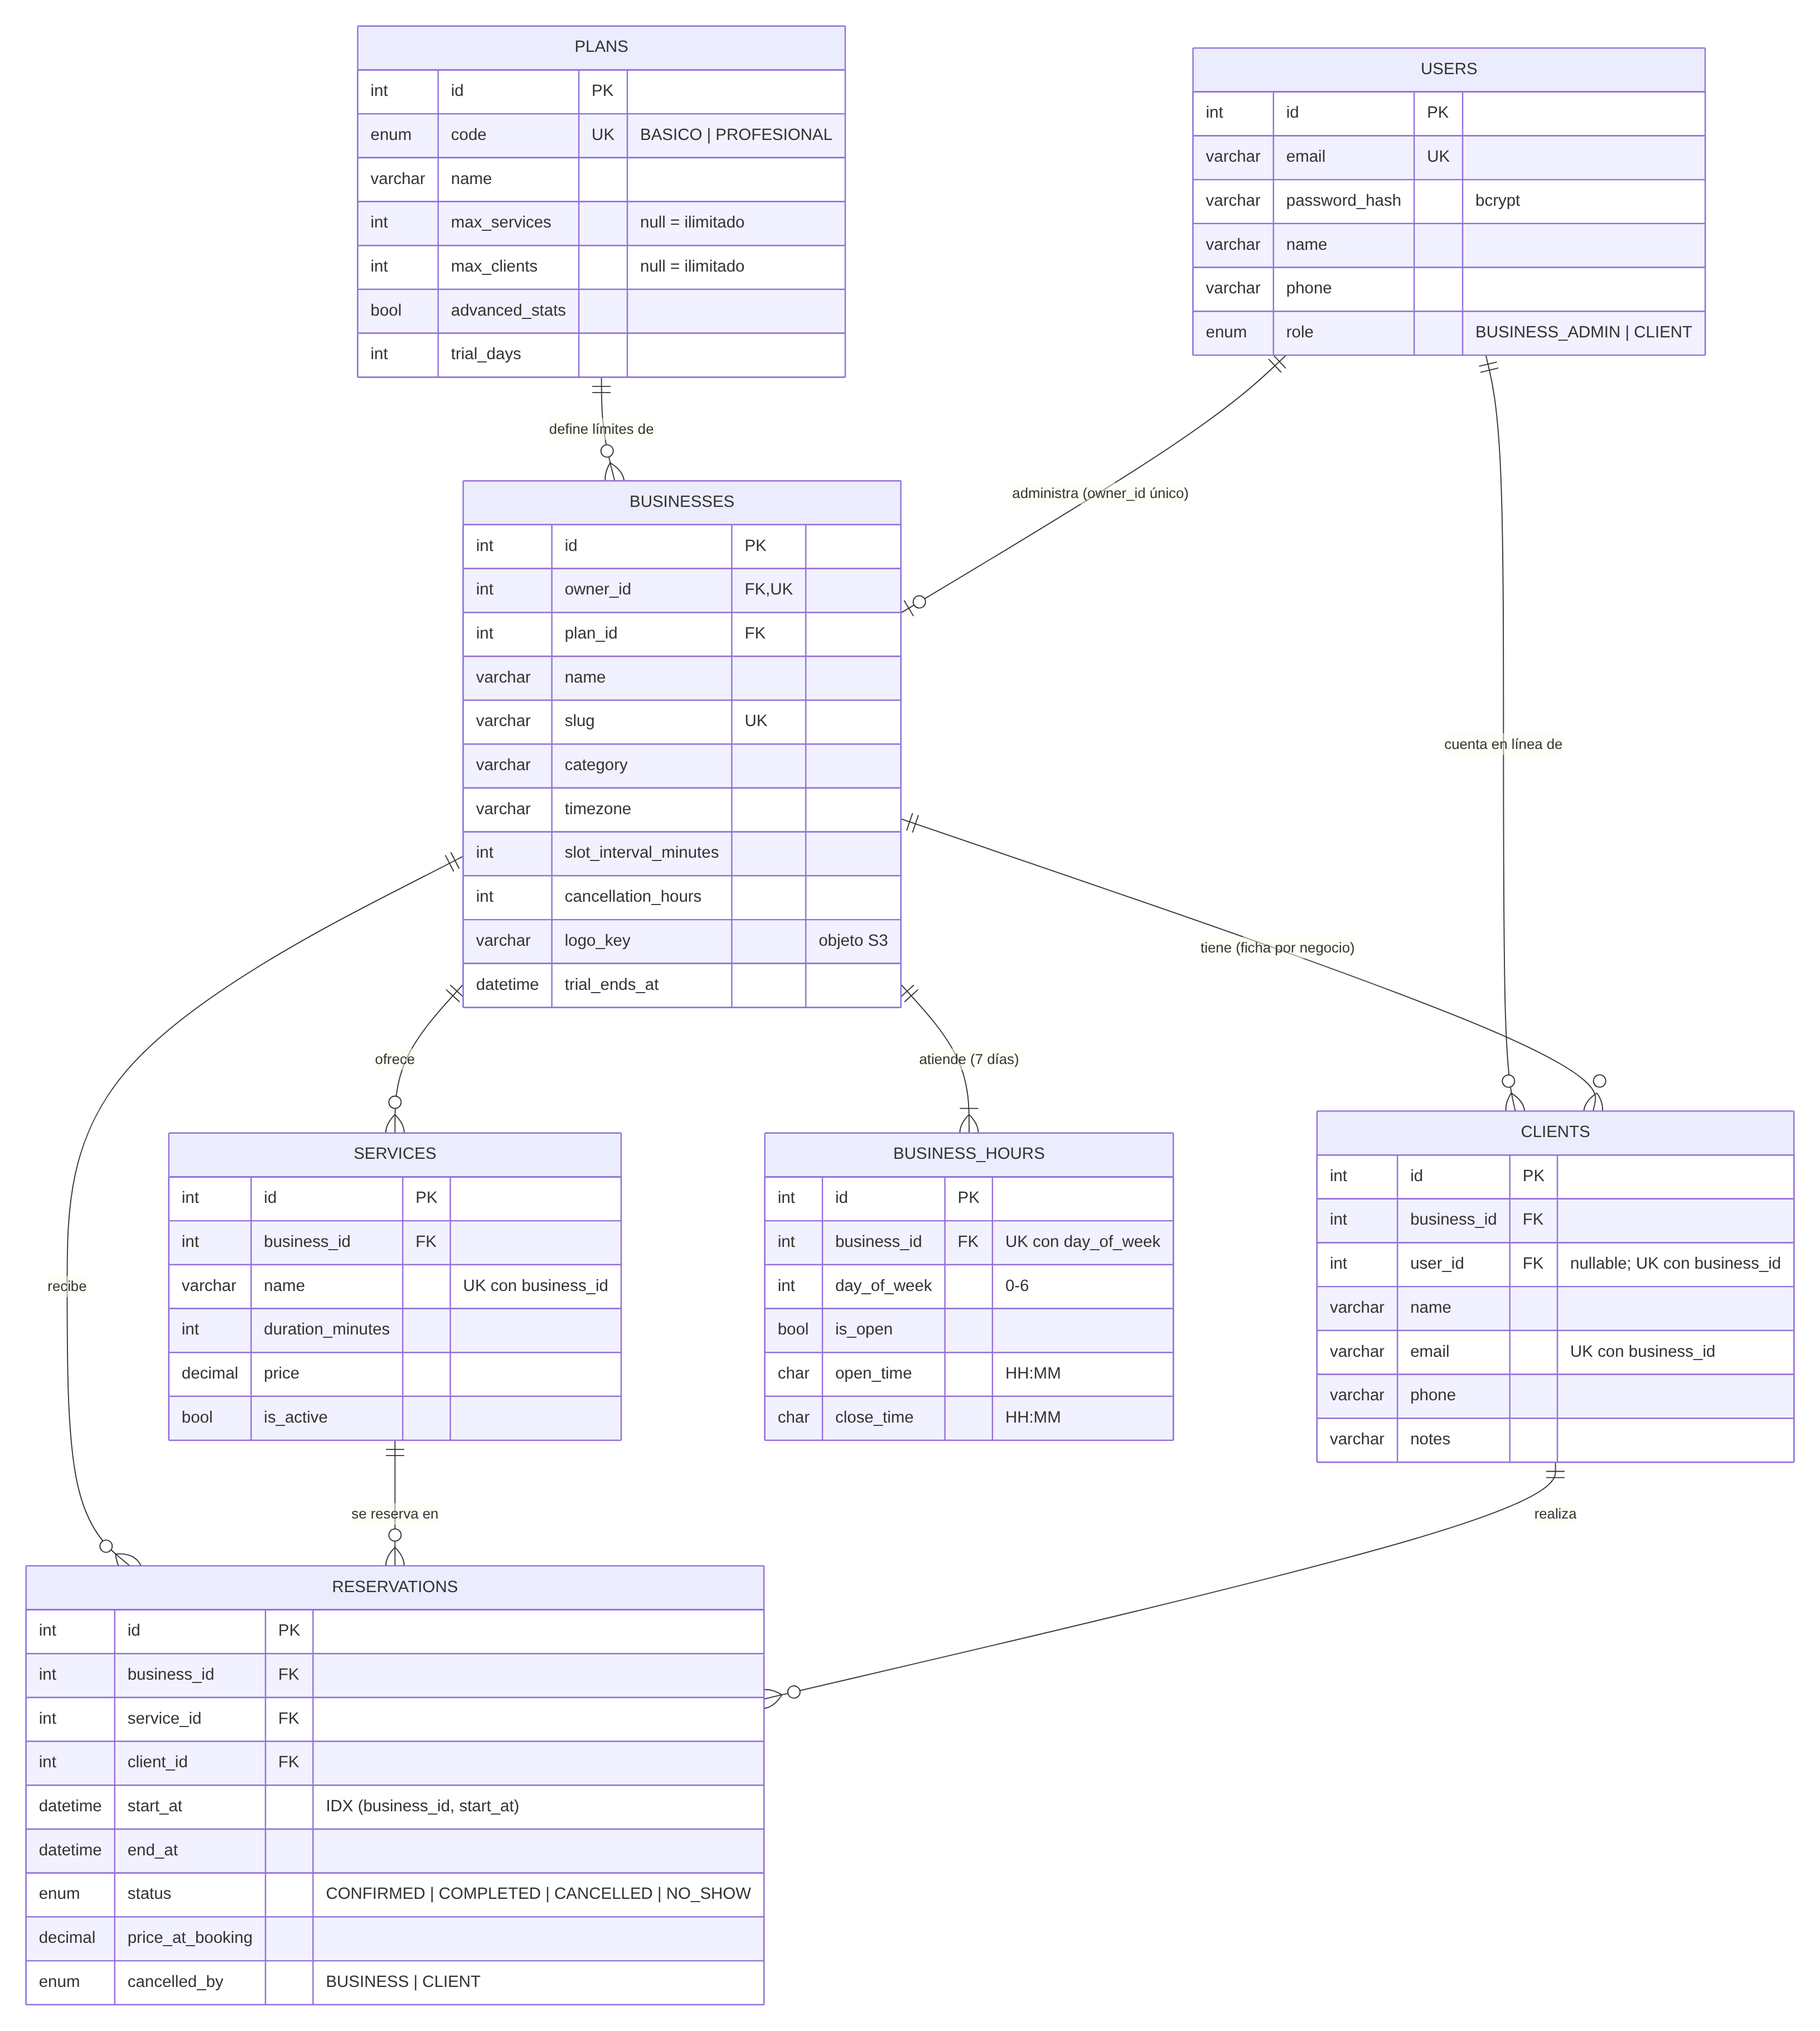 PLANS
int id PK
enum code UK BASICO | PROFESIONAL
varchar name
int max_services null = ilimitado
int max_clients null = ilimitado
bool advanced_stats
int trial_days
USERS
int id PK
varchar email UK
varchar password_hash bcrypt
varchar name
varchar phone
enum role BUSINESS_ADMIN | CLIENT
define límites de
administra (owner_id único)
BUSINESSES
int id PK
int owner_id FK,UK
int plan_id FK
varchar name
varchar slug UK
varchar category
varchar timezone
int slot_interval_minutes
int cancellation_hours
varchar logo_key objeto S3
datetime trial_ends_at
cuenta en línea de
tiene (ficha por negocio)
ofrece
atiende (7 días)
recibe
SERVICES
int id PK
int business_id FK
varchar name UK con business_id
int duration_minutes
decimal price
bool is_active
BUSINESS_HOURS
int id PK
int business_id FK UK con day_of_week
int day_of_week 0-6
bool is_open
char open_time HH:MM
char close_time HH:MM
CLIENTS
int id PK
int business_id FK
int user_id FK nullable; UK con business_id
varchar name
varchar email UK con business_id
varchar phone
varchar notes
se reserva en
realiza
RESERVATIONS
int id PK
int business_id FK
int service_id FK
int client_id FK
datetime start_at IDX (business_id, start_at)
datetime end_at
enum status CONFIRMED | COMPLETED | CANCELLED | NO_SHOW
decimal price_at_booking
enum cancelled_by BUSINESS | CLIENT